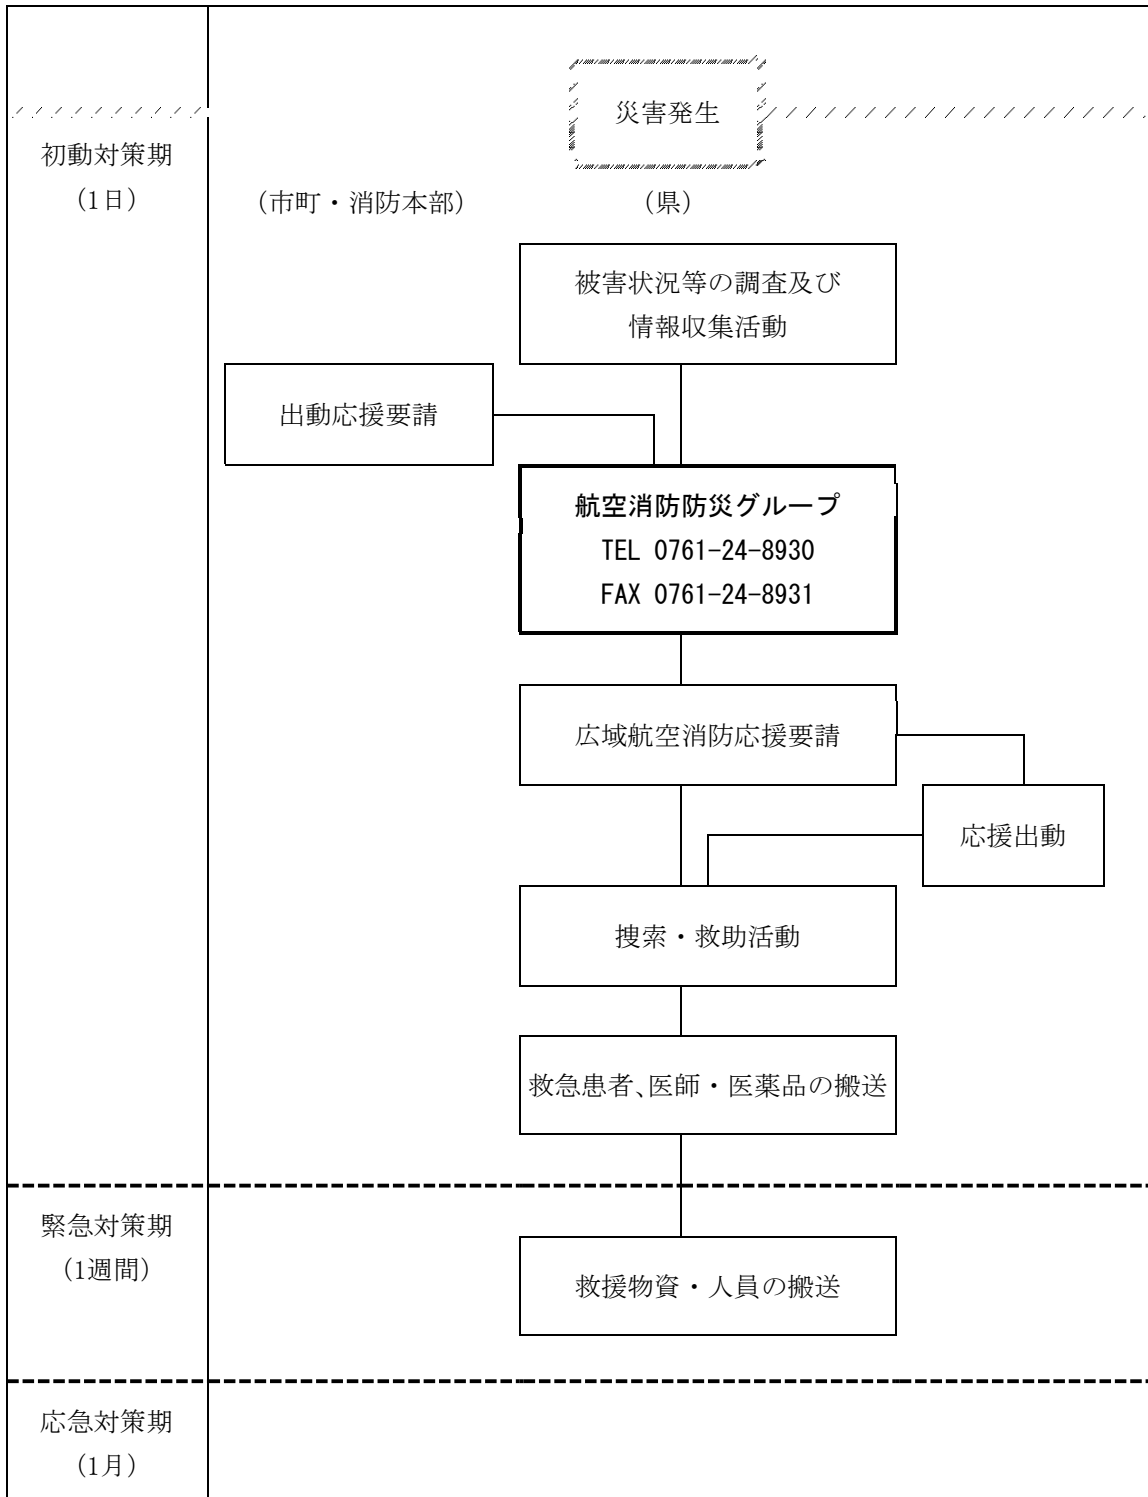 災害発生
初動対策期
(1日)
(市町・消防本部)
(県)
被害状況等の調査及び
情報収集活動
出動応援要請
航空消防防災グループ
TEL 0761-24-8930
FAX 0761-24-8931
広域航空消防応援要請
応援出動
捜索・救助活動
救急患者、医師・医薬品の搬送
緊急対策期
(1週間)
救援物資・人員の搬送
応急対策期
(1月)